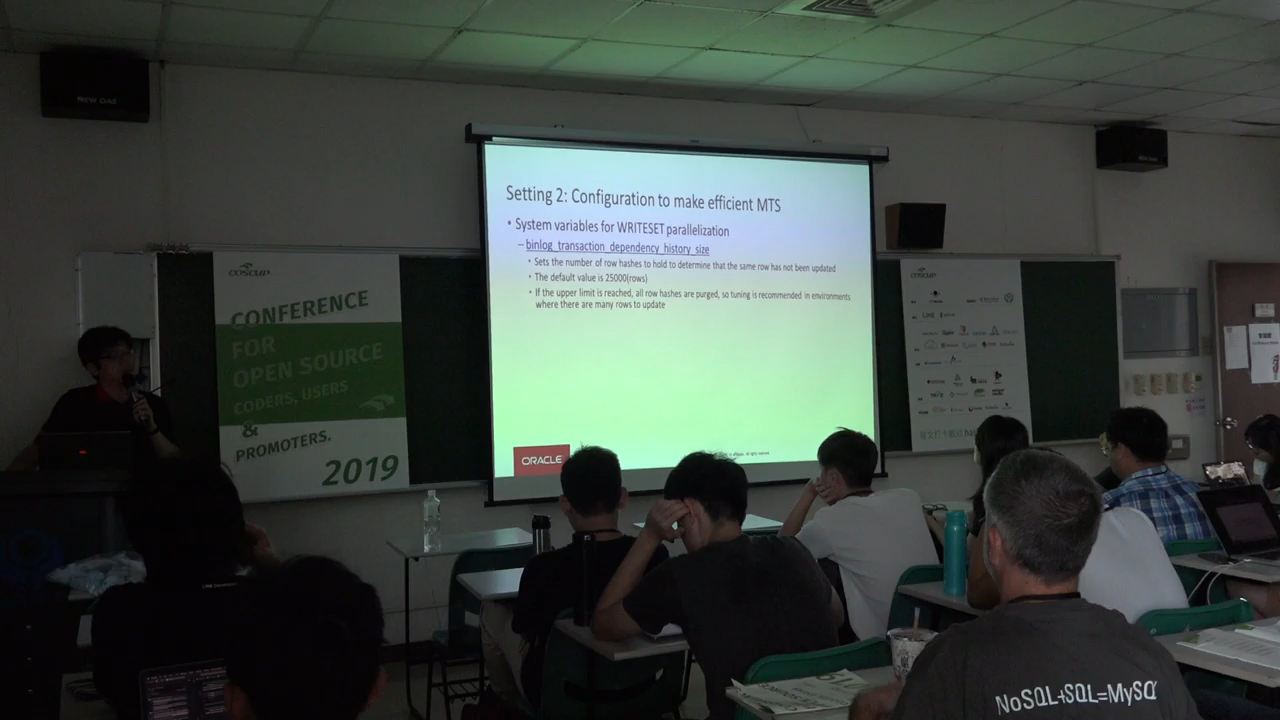 Setting 2: Configuration to make efficient MTS
• System variables for WRITESET parallelization
– binlog_transaction_dependency_history_size
• Sets the number of row hashes to hold to determine that the same row has not been updated
• The default value is 25000(rows)
• If the upper limit is reached, all row hashes are purged, so tuning is recommended in environments
where there are many rows to update
ORACLE
COSCUP
CONFERENCE
FOR
OPEN SOURCE
CODERS, USERS
&
PROMOTERS.
2019
COSCUP
NoSQL+SQL=MySQ